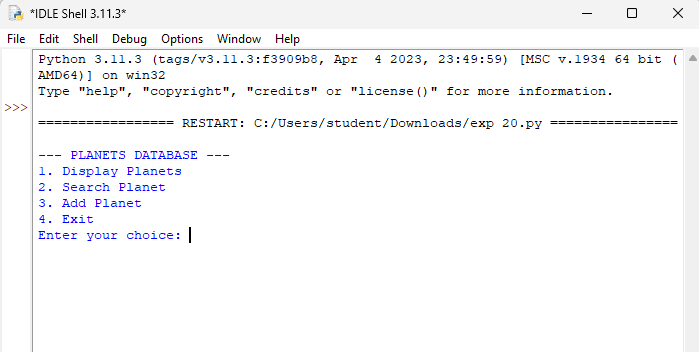 *IDLE Shell 3.11.3*
File Edit Shell Debug Options Window Help
Python 3.11.3 (tags/v3.11.3:f3909b8, Apr  4 2023, 23:49:59) [MSC v.1934 64 bit (
AMD64)] on win32
Type "help", "copyright", "credits" or "license()" for more information.
>>>
================= RESTART: C:/Users/student/Downloads/exp 20.py ================
--- PLANETS DATABASE ---
1. Display Planets
2. Search Planet
3. Add Planet
4. Exit
Enter your choice: